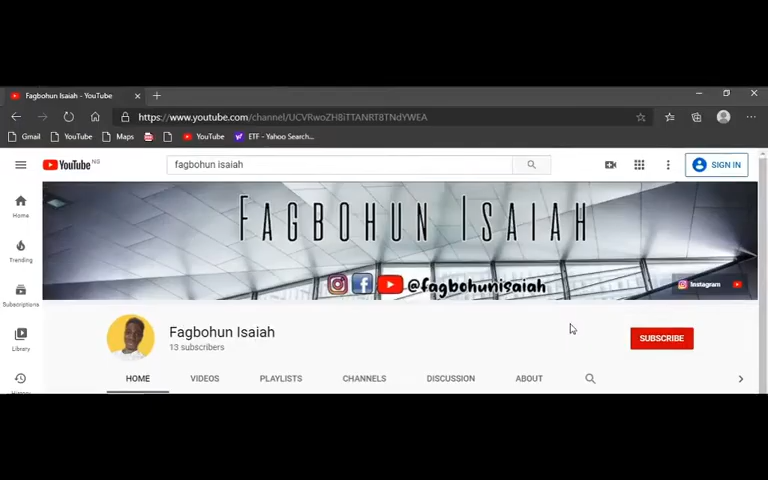 Fagbohun Isaiah - YouTube
https://www.youtube.com/channel/UCVRwoZH8iTTANRT8TNdYWEA
Gmail YouTube Maps YouTube ETF - Yahoo Search...
YouTube NG fagbohun isaiah SIGN IN
Home
Trending
Subscriptions
Library
FAGBOHUN ISAIAH
@fagbohunisaiah
Instagram
Fagbohun Isaiah
13 subscribers
SUBSCRIBE
HOME VIDEOS PLAYLISTS CHANNELS DISCUSSION ABOUT